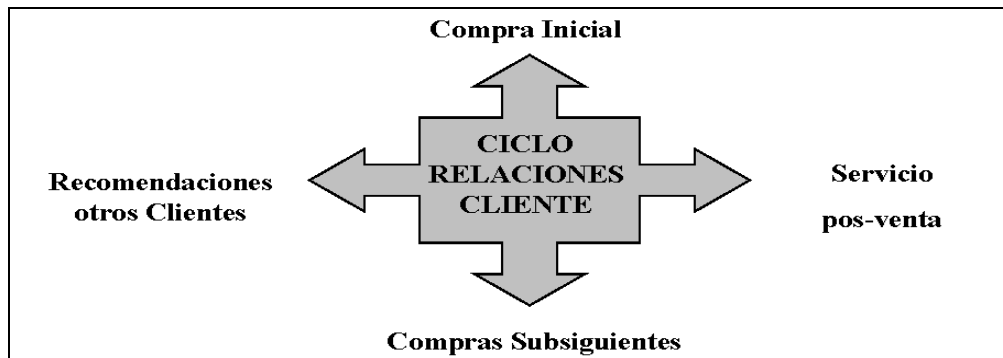 Compra Inicial
CICLO
RELACIONES
CLIENTE
Recomendaciones
otros Clientes
Servicio
pos-venta
Compras Subsiguientes